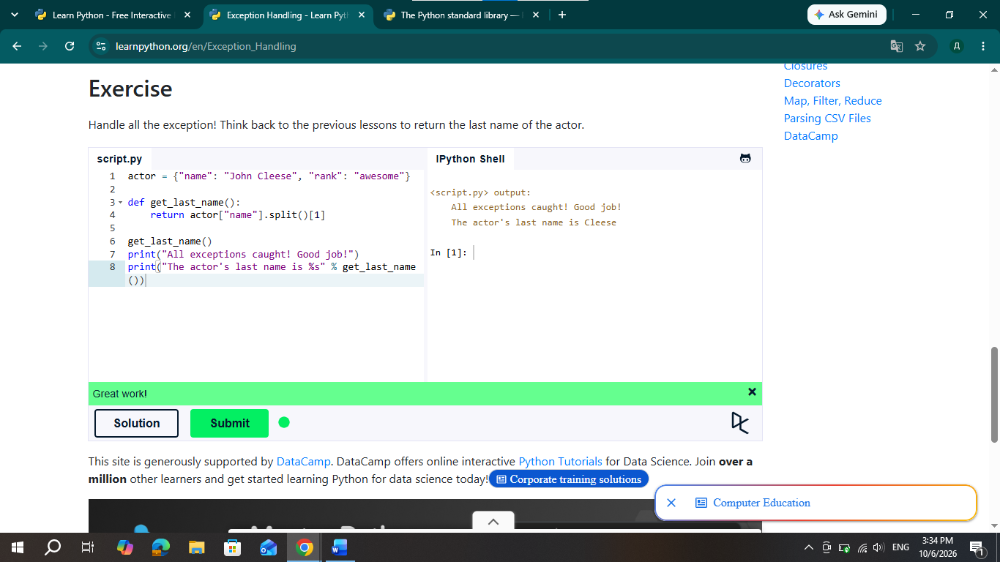 Learn Python - Free Interactive
Exception Handling - Learn Pyth
The Python standard library —
Ask Gemini
learnpython.org/en/Exception_Handling
Д
Closures
Decorators
Map, Filter, Reduce
Parsing CSV Files
DataCamp
Exercise
Handle all the exception! Think back to the previous lessons to return the last name of the actor.
script.py
1 actor = {"name": "John Cleese", "rank": "awesome"}
2
3 def get_last_name():
4     return actor["name"].split()[1]
5
6 get_last_name()
7 print("All exceptions caught! Good job!")
8 print("The actor's last name is %s" % get_last_name
())
IPython Shell
<script.py> output:
    All exceptions caught! Good job!
    The actor's last name is Cleese
In [1]:
Great work!
Solution
Submit
This site is generously supported by DataCamp. DataCamp offers online interactive Python Tutorials for Data Science. Join over a
million other learners and get started learning Python for data science today!
Corporate training solutions
Computer Education
ENG
3:34 PM
10/6/2026
1